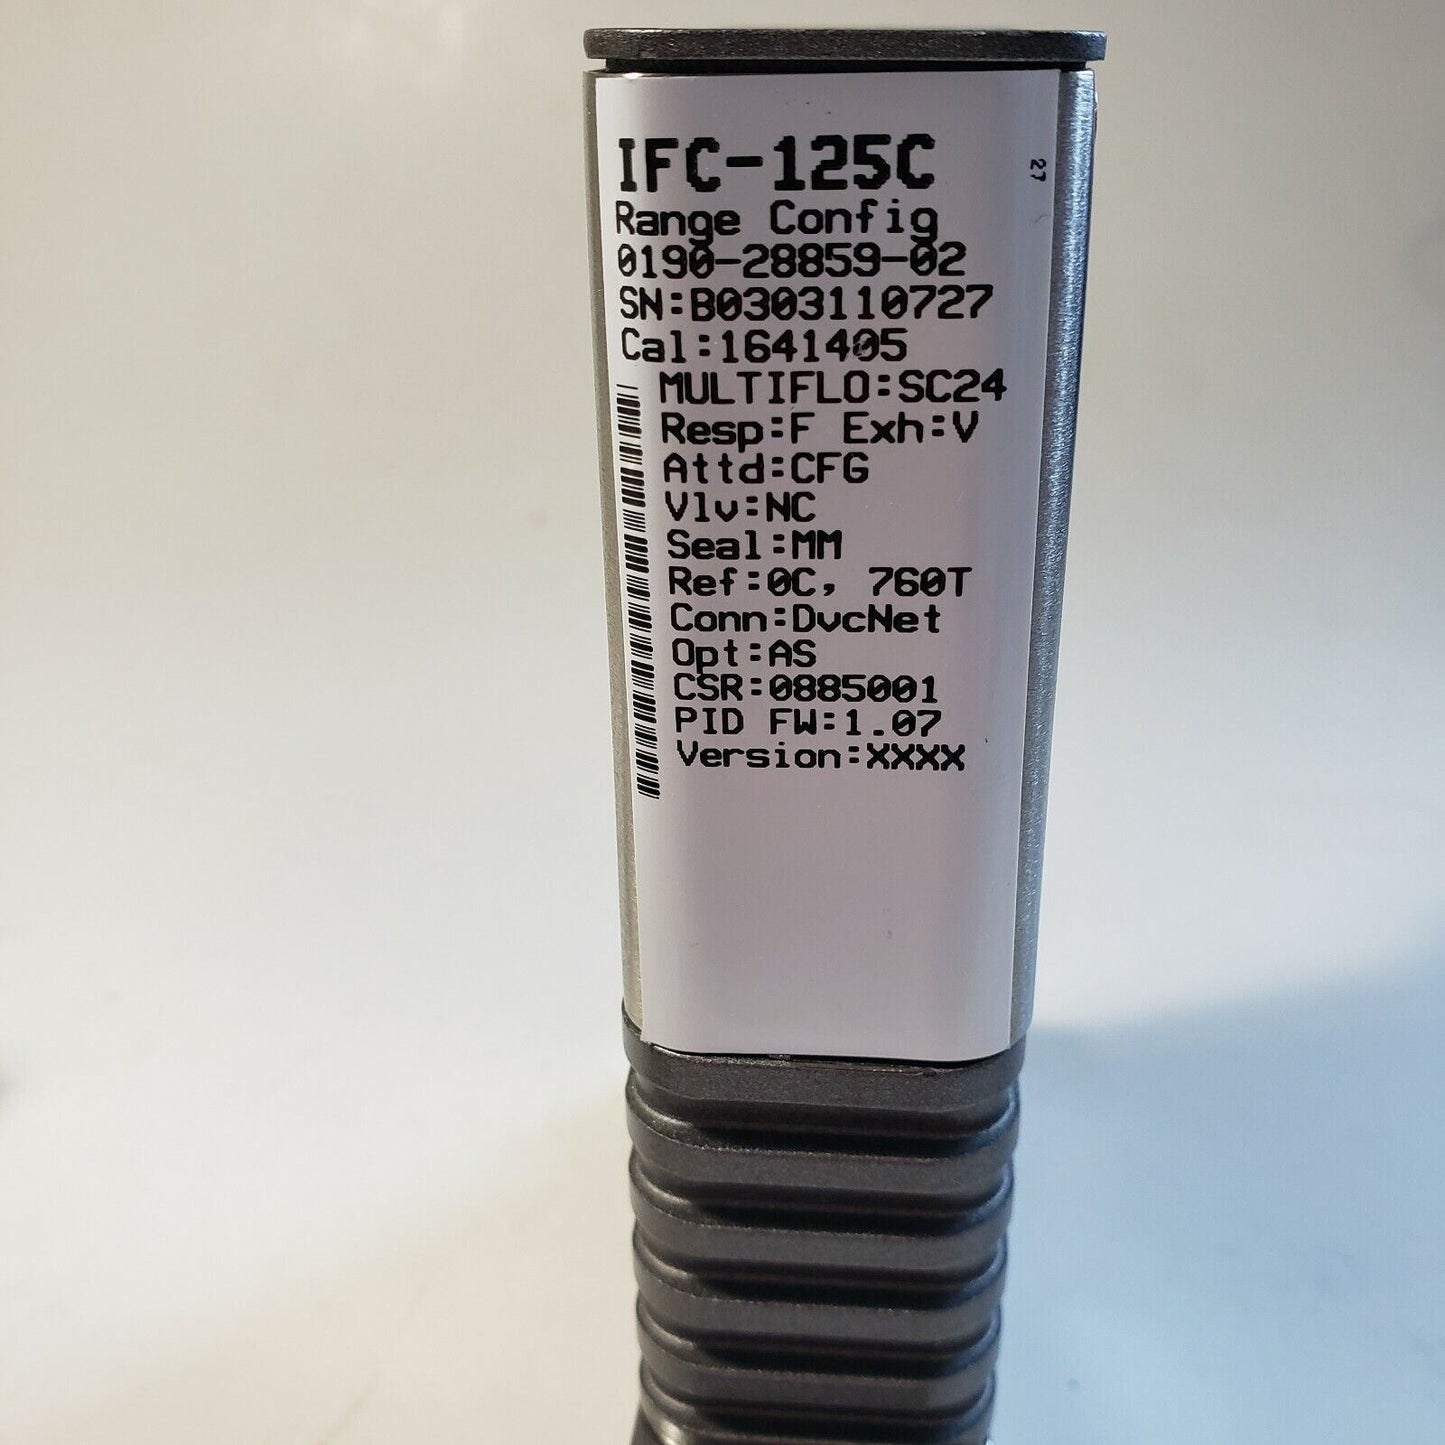 IFC-125C
27
Range Config
0190-28859-02
SN:B0303110727
Cal:1641405
MULTIFLO:SC24
Resp:F Exh:V
Attd:CFG
Vlv:NC
Seal:MM
Ref:0C, 760T
Conn:DvcNet
Opt:AS
CSR:0885001
PID FW:1.07
Version:XXXX